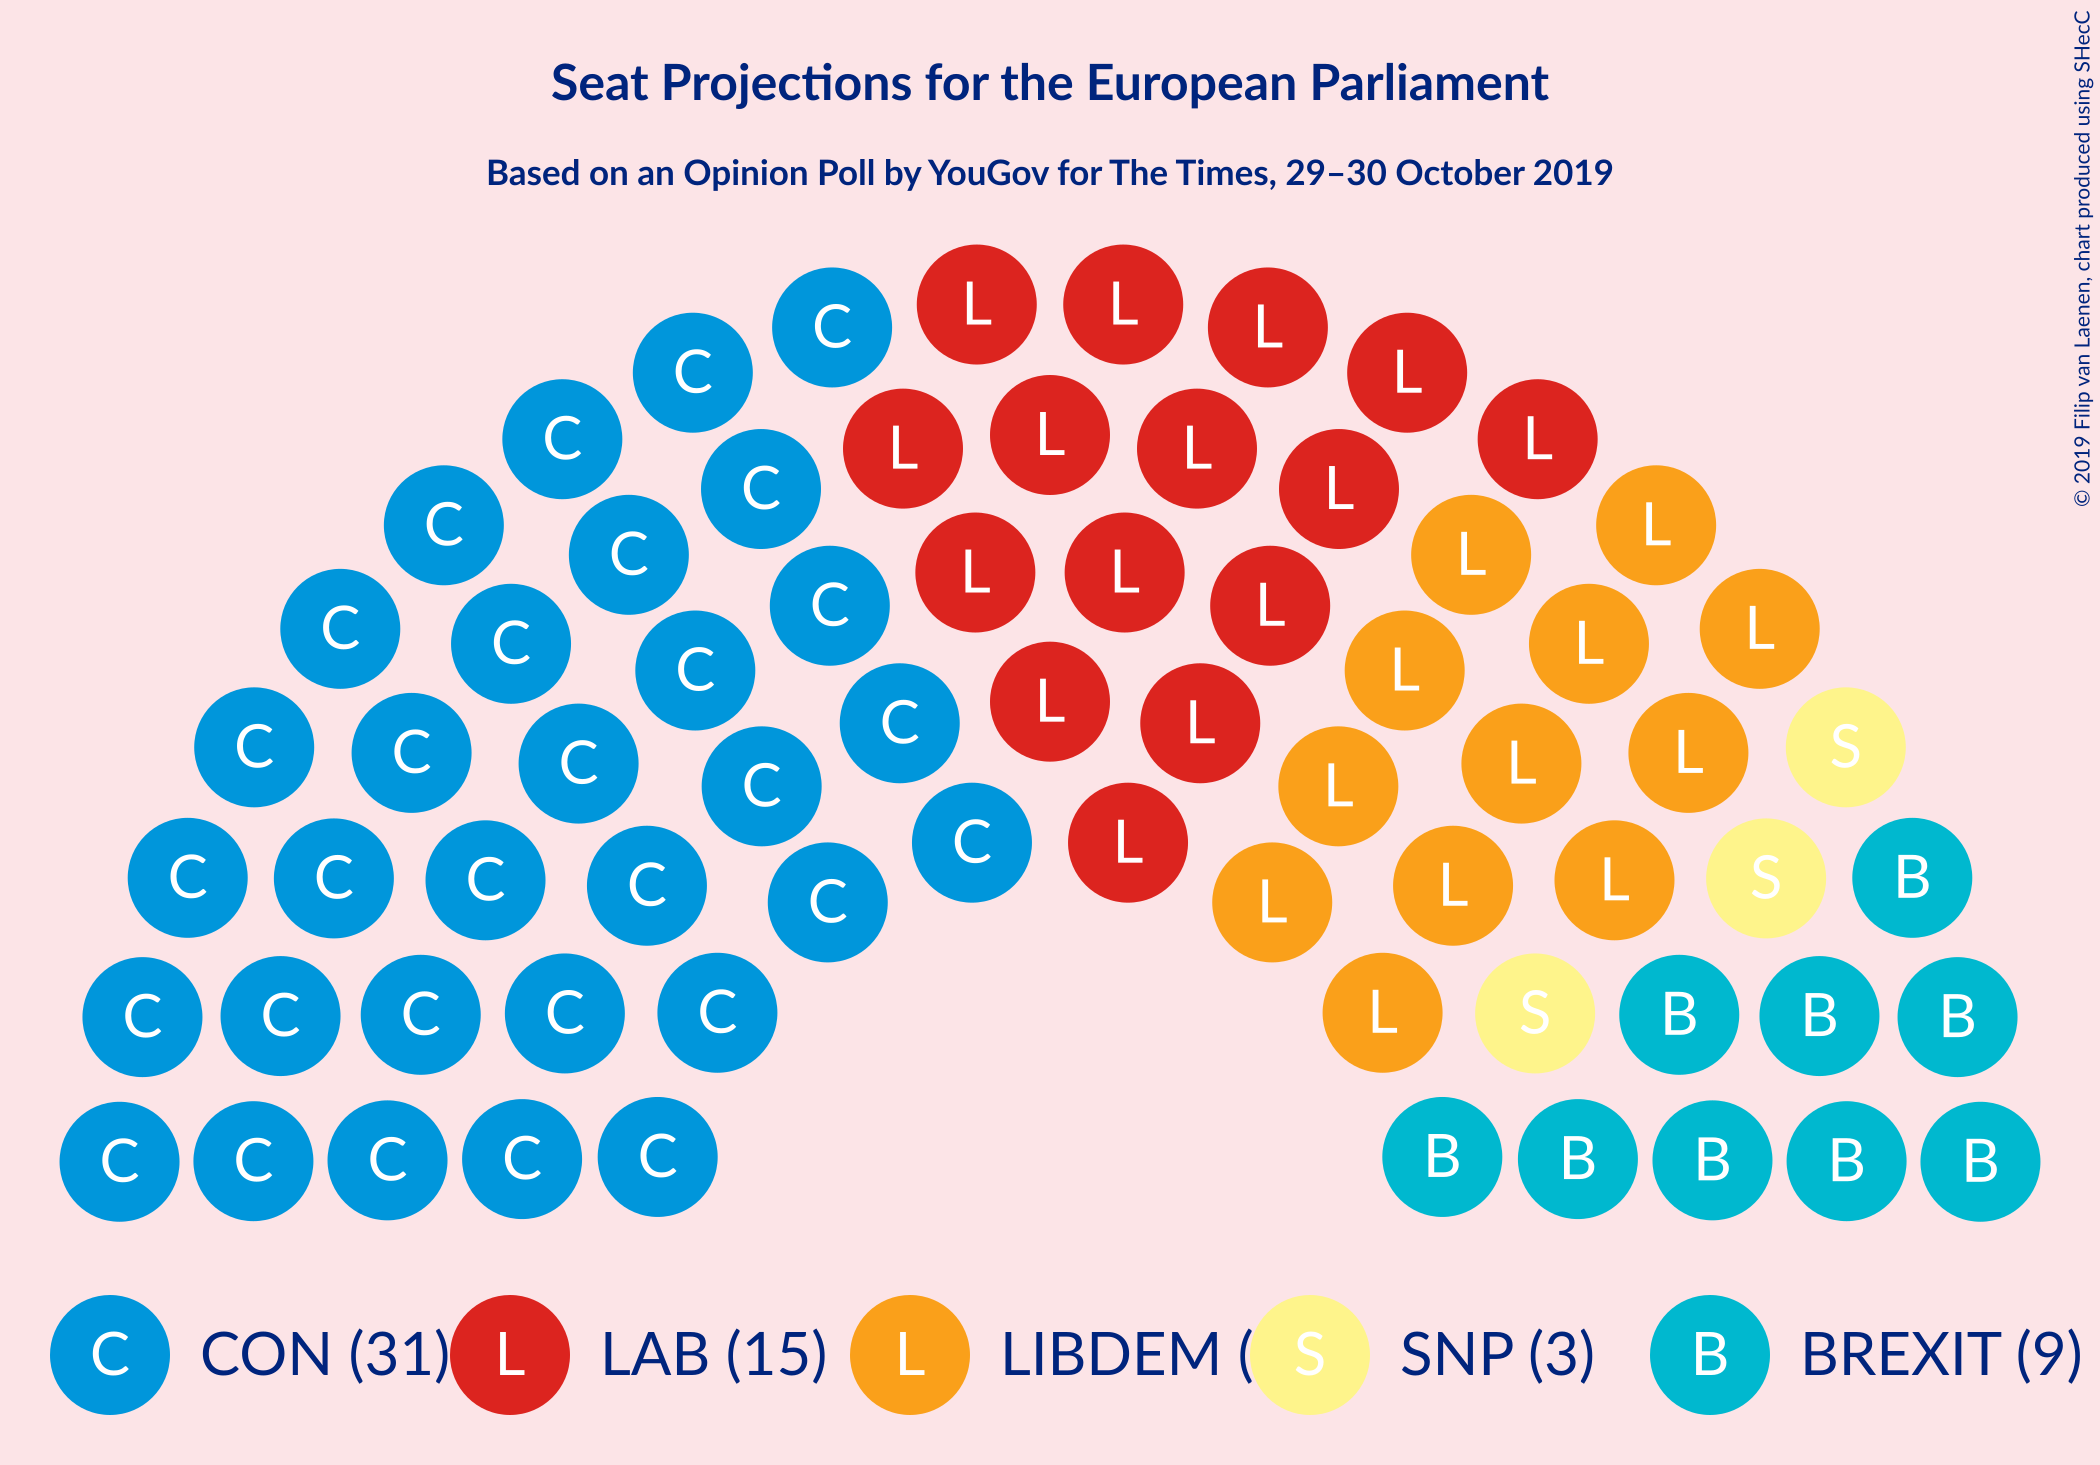 Seat Projections for the European Parliament
Based on an Opinion Poll by YouGov for The Times, 29–30 October 2019
© 2019 Filip van Laenen, chart produced using SHecC
L L
C L
C L
C L L L L
C L
C L
C L
L L
C L
C C L L
C L
L
C L
C C C L L S
C L
C L
C C C C L L S B
C L
C C C C C L S B B B
C C C C C B B B B B
C CON (31) L LAB (15) L LIBDEM ( S SNP (3) B BREXIT (9)